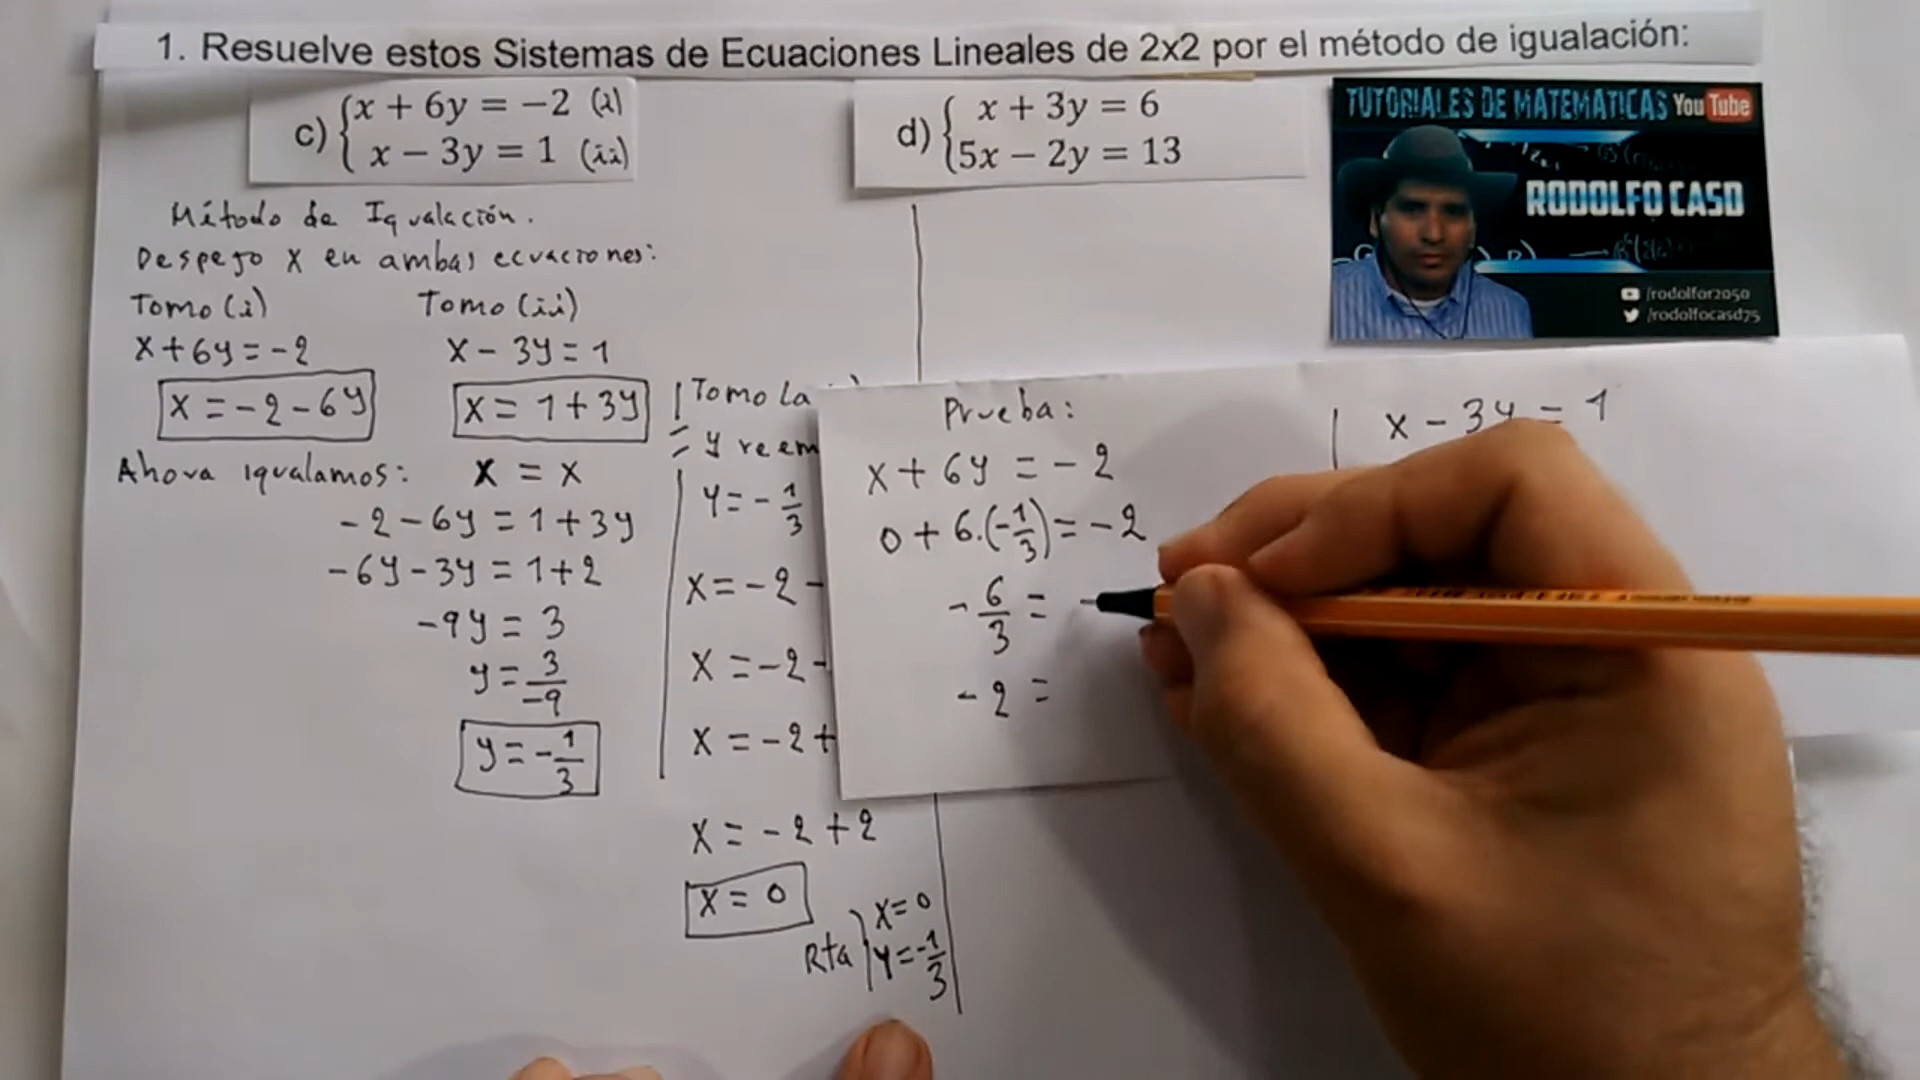 1. Resuelve estos Sistemas de Ecuaciones Lineales de 2x2 por el método de igualación:
c) { x + 6y = −2 (i)
x − 3y = 1 (ii)
d) { x + 3y = 6
5x − 2y = 13
TUTORIALES DE MATEMATICAS YouTube
RODOLFO CASD
/rodolfor2050
/rodolfocasd75
Método de Igualación.
Despejo x en ambas ecuaciones:
Tomo (i)
x+6y=-2
x=-2-6y
Tomo (ii)
x-3y=1
x=1+3y
Ahora igualamos: x = x
-2-6y=1+3y
-6y-3y=1+2
-9y=3
y=3/-9
y=-1/3
Tomo la
y reem
y=-1/3
x=-2-
x=-2-
x=-2+
x=-2+2
x=0
Rta x=0
y=-1/3
Prueba:
x+6y=-2
0+6.(-1/3)=-2
-6/3=-
-2=
x-3y=1